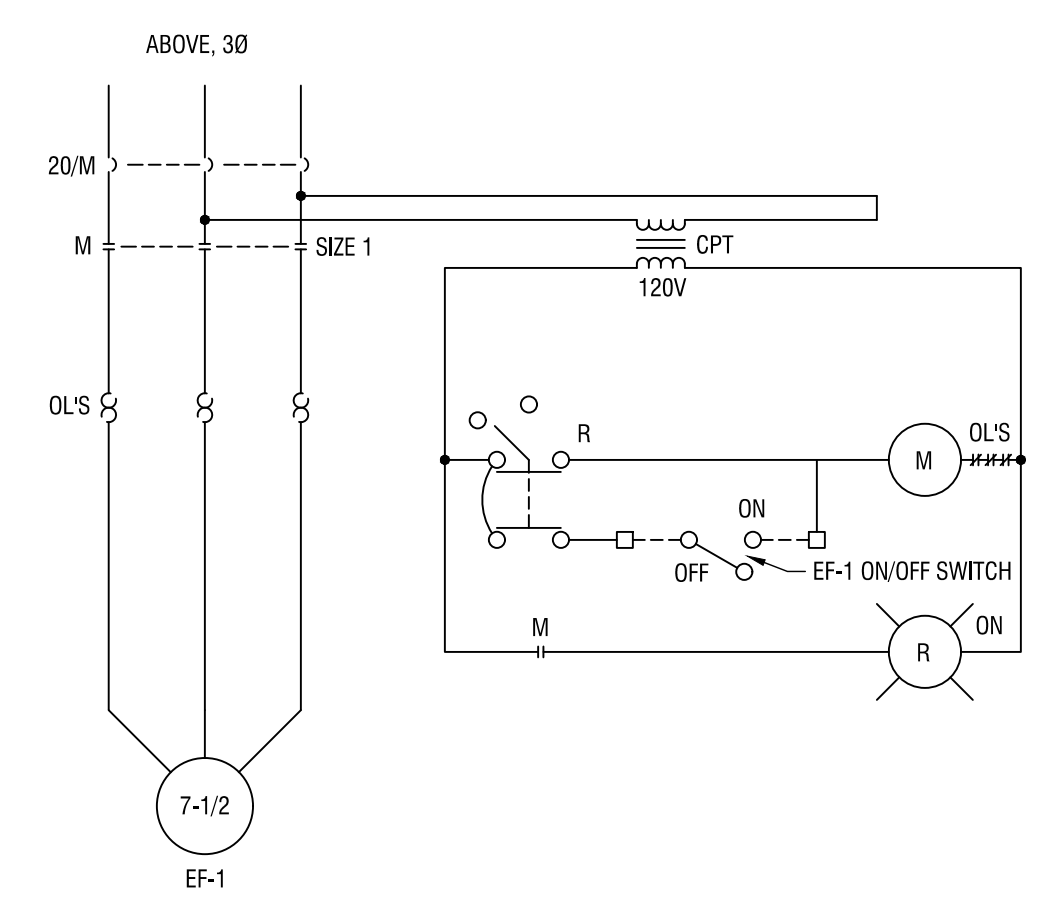 ABOVE, 3Ø
20/M
M
SIZE 1
CPT
120V
OL'S
R
M
OL'S
ON
OFF
EF-1 ON/OFF SWITCH
M
R
ON
7-1/2
EF-1